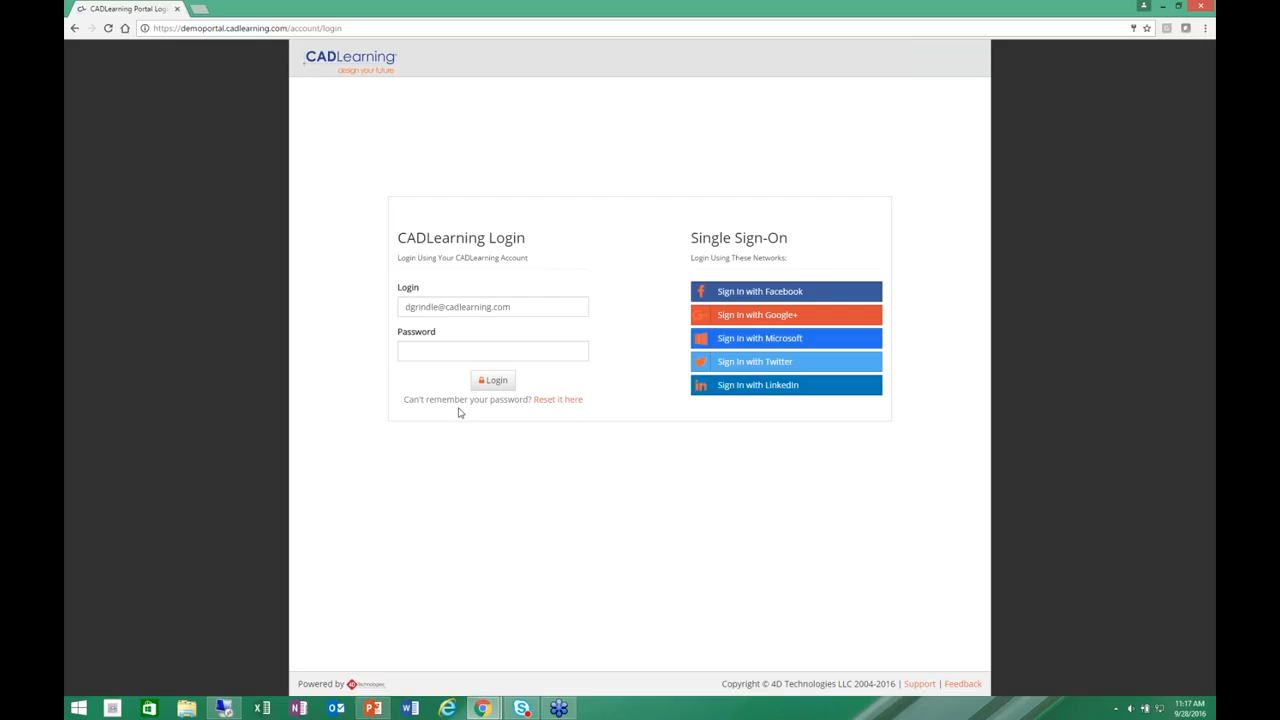 CADLearning Portal Logi
https://demoportal.cadlearning.com/account/login
CADLearning
design your future
CADLearning Login
Login Using Your CADLearning Account
Login
dgrindle@cadlearning.com
Password
Login
Can't remember your password? Reset it here
Single Sign-On
Login Using These Networks:
Sign In with Facebook
Sign In with Google+
Sign In with Microsoft
Sign In with Twitter
Sign In with Linkedin
Powered by 4D Technologies
Copyright © 4D Technologies LLC 2004-2016 | Support | Feedback
11:17 AM
9/28/2016